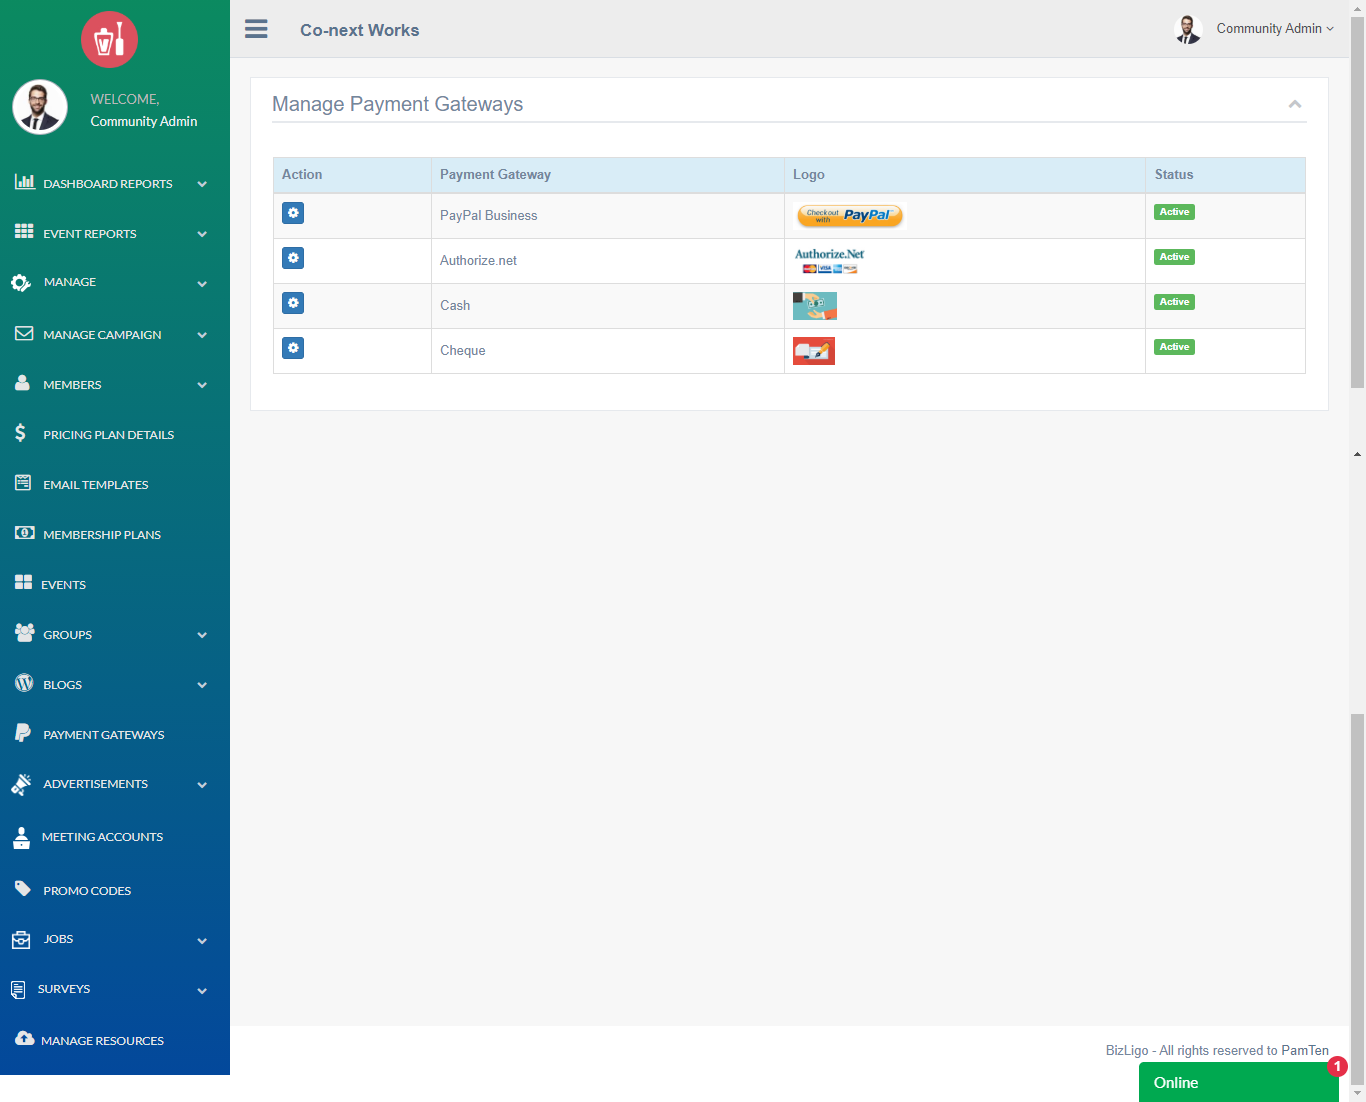 Co-next Works
Community Admin
WELCOME,
Community Admin
DASHBOARD REPORTS
EVENT REPORTS
MANAGE
MANAGE CAMPAIGN
MEMBERS
PRICING PLAN DETAILS
EMAIL TEMPLATES
MEMBERSHIP PLANS
EVENTS
GROUPS
BLOGS
PAYMENT GATEWAYS
ADVERTISEMENTS
MEETING ACCOUNTS
PROMO CODES
JOBS
SURVEYS
MANAGE RESOURCES
Manage Payment Gateways
Action Payment Gateway Logo Status
PayPal Business Check out with PayPal Active
Authorize.net Authorize.Net VISA Active
Cash Active
Cheque Active
BizLigo - All rights reserved to PamTen
1
Online